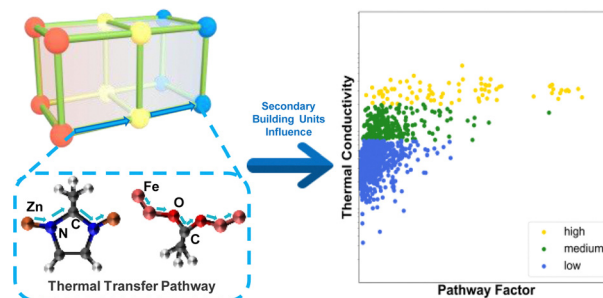 Secondary
Building Units
Influence
Zn
N
C
Fe
O
C
Thermal Transfer Pathway
Thermal Conductivity
high
medium
low
Pathway Factor